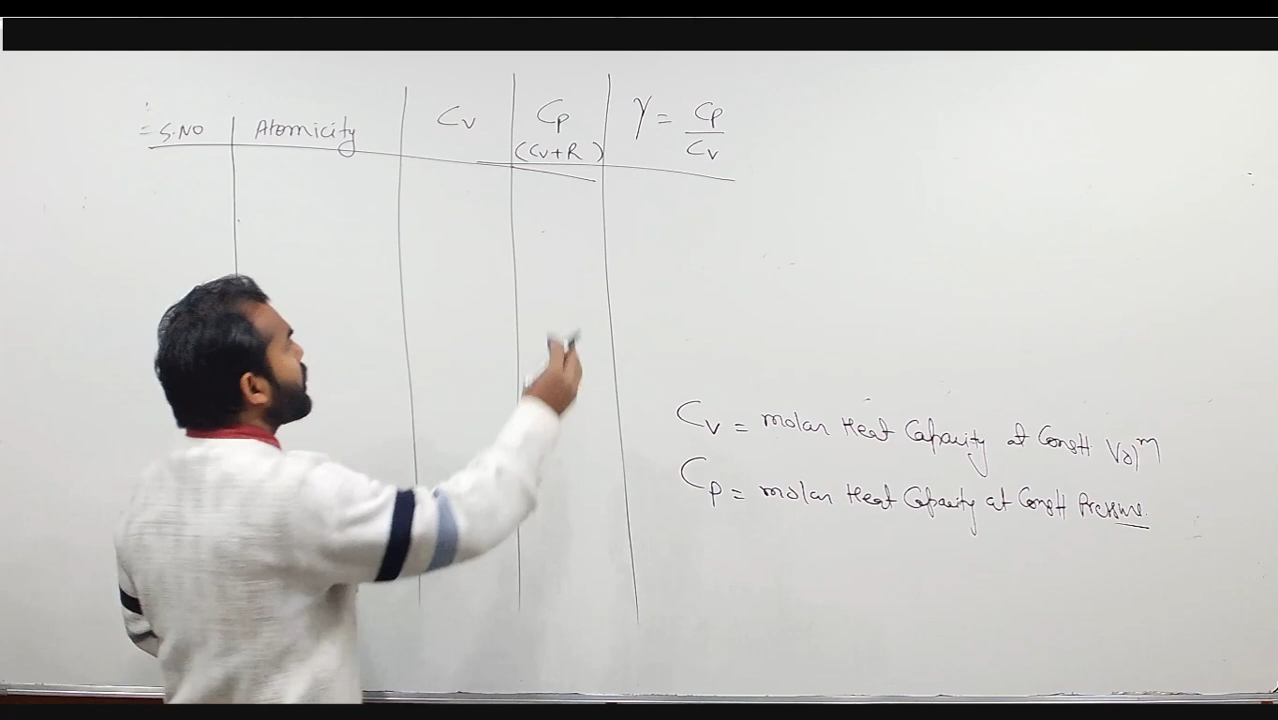 = S.NO Atomicity Cv Cp γ = Cp/Cv
(Cv+R)
Cv = molar Heat Capacity at Constt Vol^m
Cp = molar Heat Capacity at Constt Pressure.